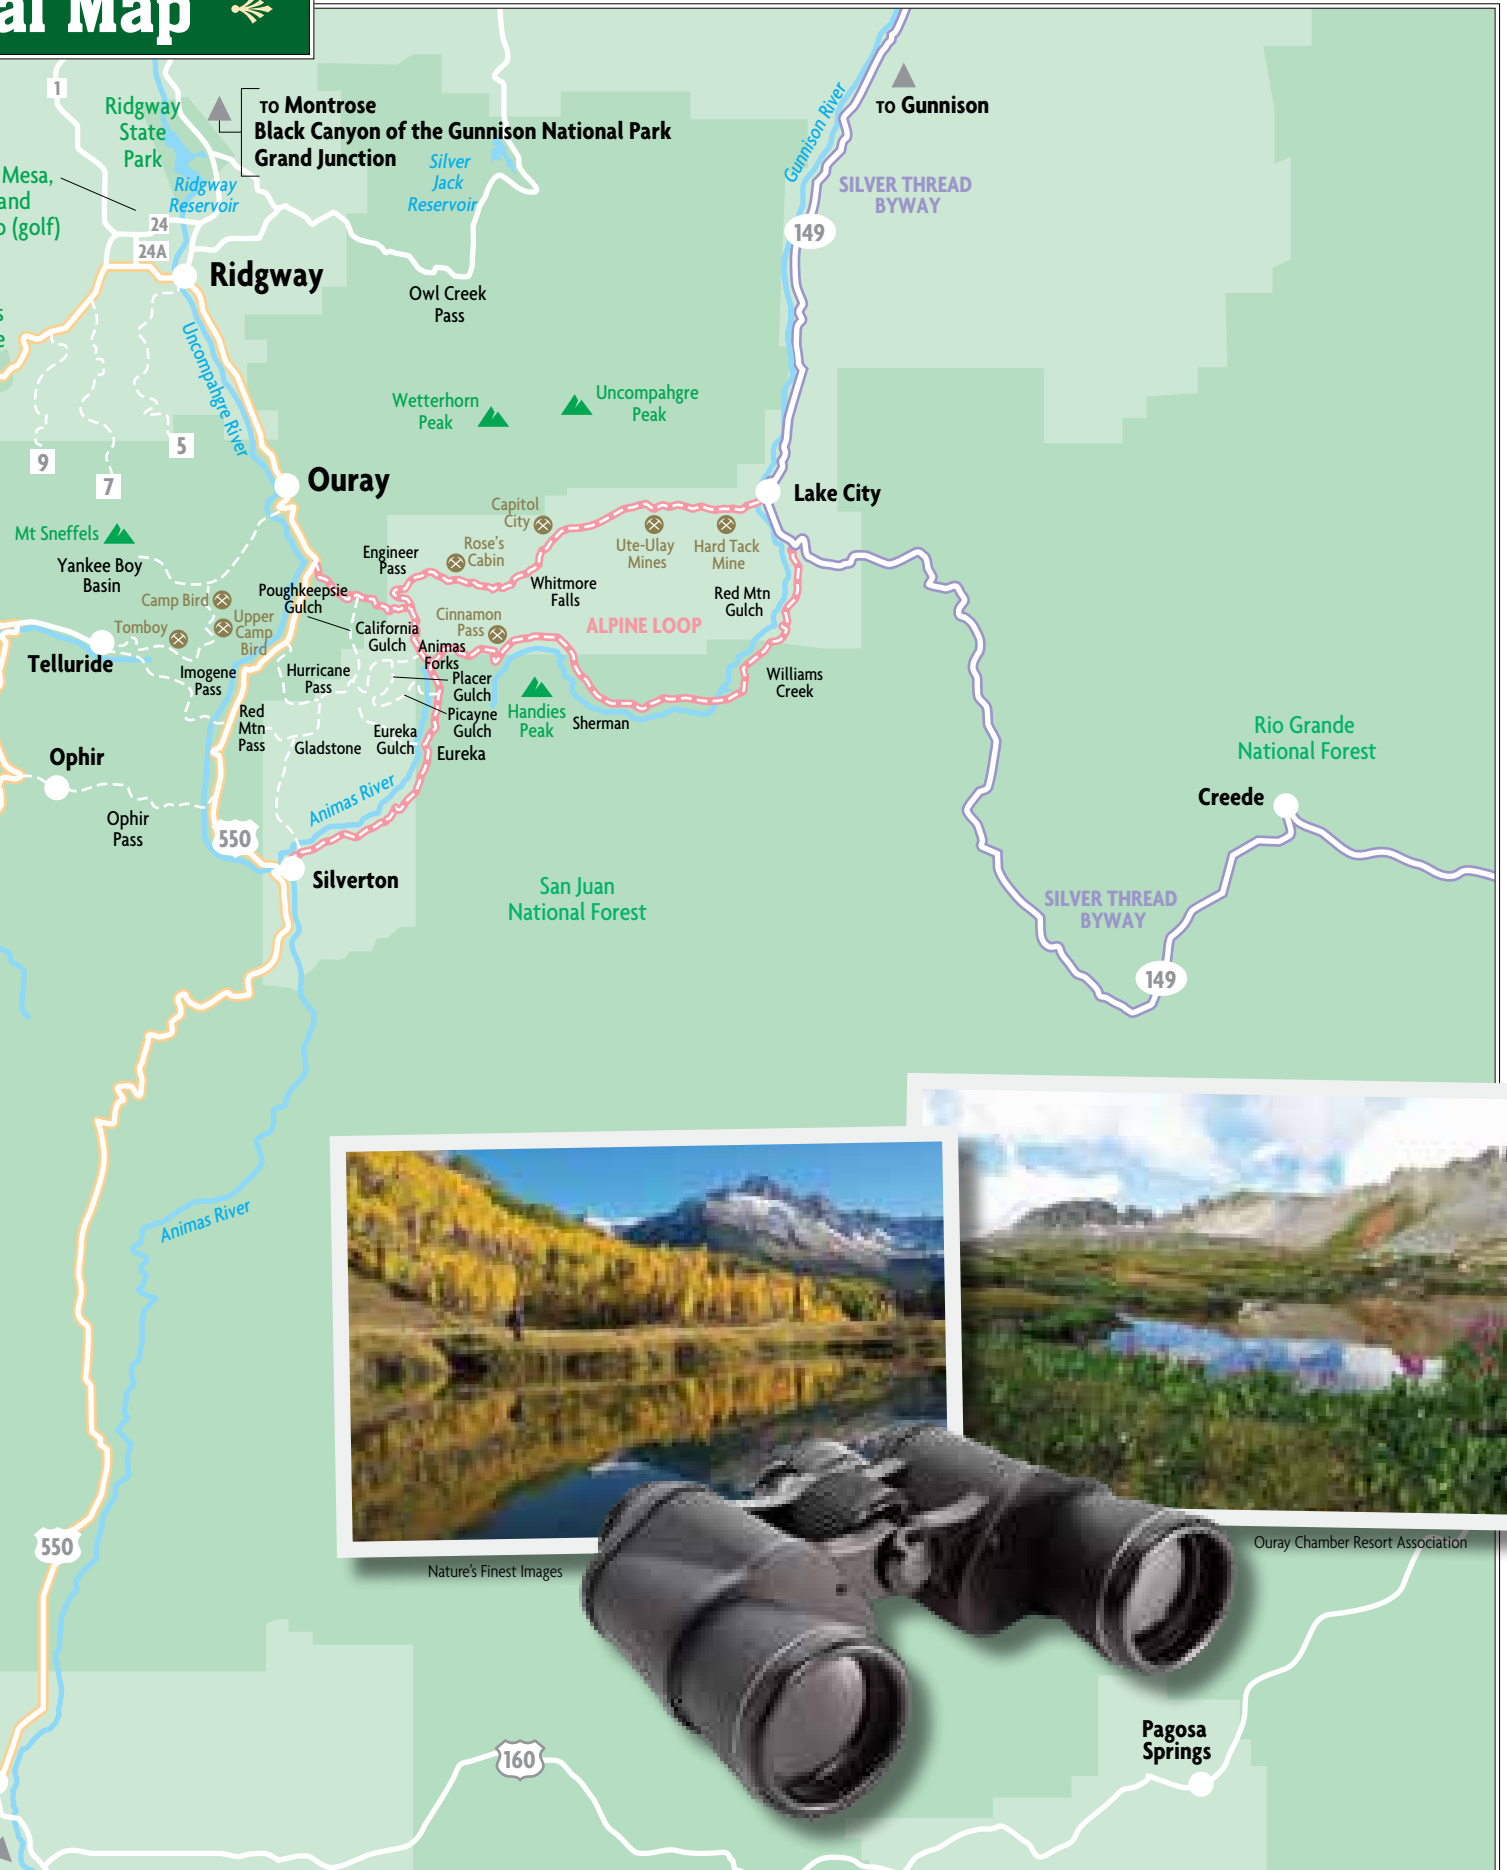 al Map
1
Ridgway
State
Park
TO Montrose
Black Canyon of the Gunnison National Park
Grand Junction
Silver
Jack
Reservoir
Gunnison River
TO Gunnison
Mesa,
and
(golf)
Ridgway
Reservoir
24
24A
SILVER THREAD
BYWAY
149
Ridgway
Owl Creek
Pass
Uncompahgre River
Wetterhorn
Peak
Uncompahgre
Peak
5
9
7
Ouray
Lake City
Mt Sneffels
Yankee Boy
Basin
Capitol
City
Rose's
Cabin
Engineer
Pass
Ute-Ulay
Mines
Hard Tack
Mine
Whitmore
Falls
Red Mtn
Gulch
Camp Bird
Upper
Camp
Bird
Tomboy
Poughkeepsie
Gulch
California
Gulch
Cinnamon
Pass
ALPINE LOOP
Telluride
Imogene
Pass
Hurricane
Pass
Animas
Forks
Placer
Gulch
Picayne
Gulch
Handies
Peak
Sherman
Williams
Creek
Red
Mtn
Pass
Gladstone
Eureka
Gulch
Eureka
Ophir
Ophir
Pass
Animas River
550
Silverton
San Juan
National Forest
Rio Grande
National Forest
Creede
SILVER THREAD
BYWAY
149
Animas River
550
Nature's Finest Images
Ouray Chamber Resort Association
160
Pagosa
Springs